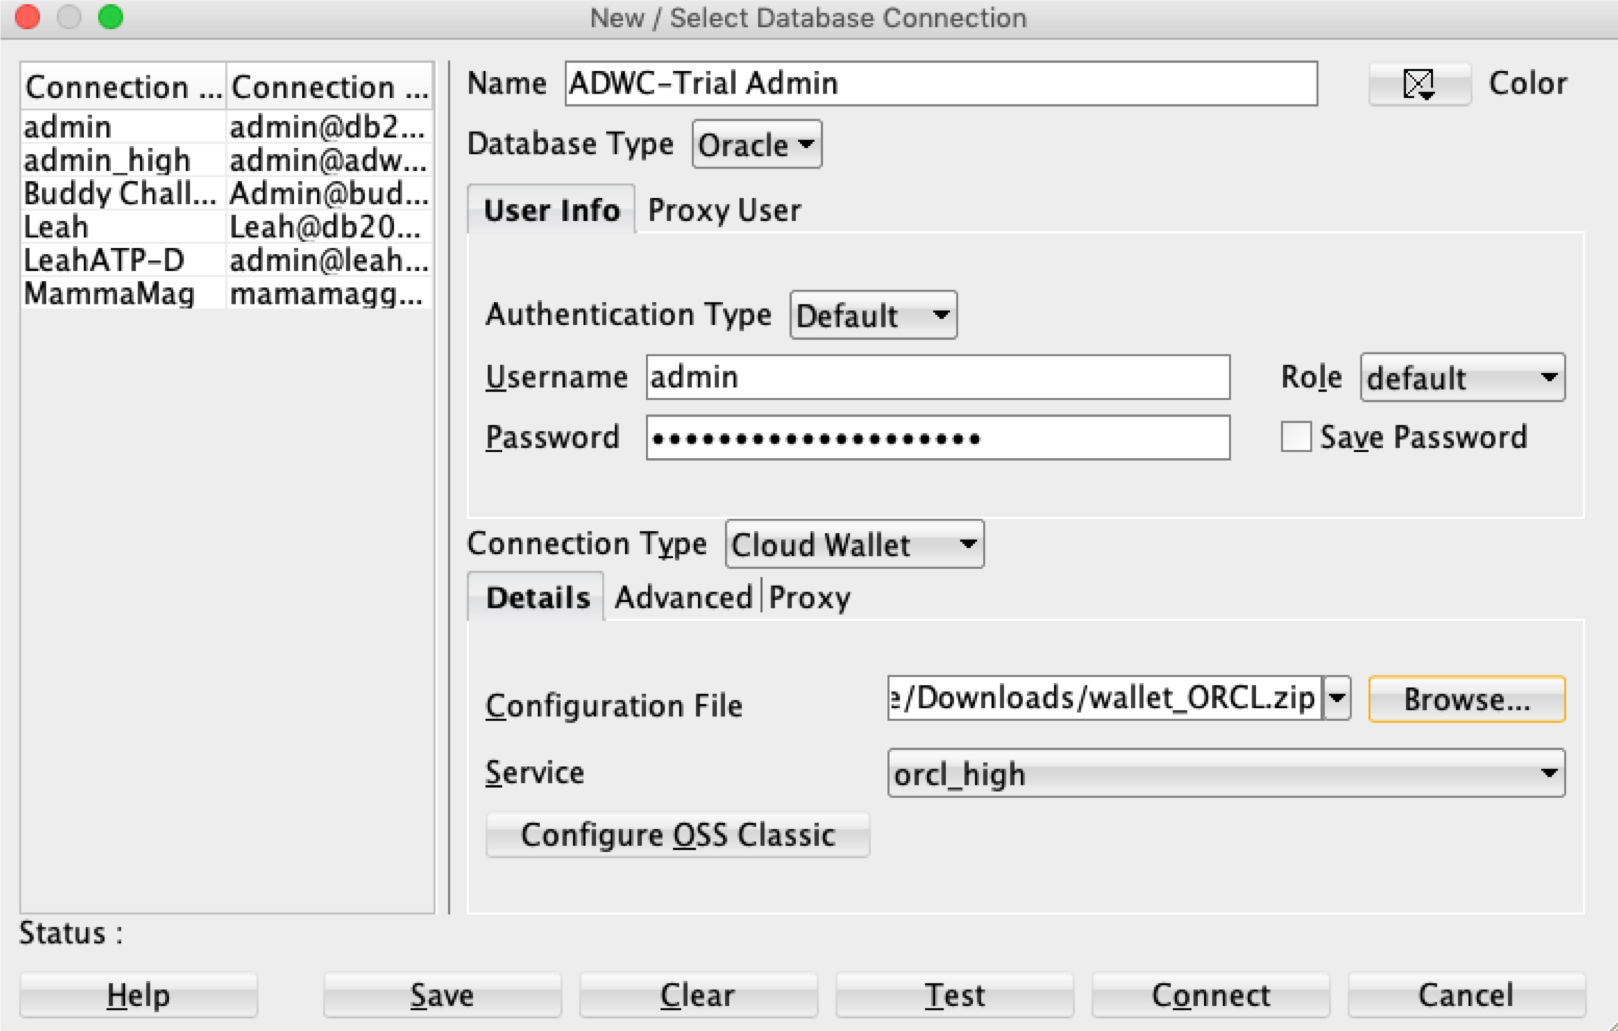 New / Select Database Connection
Connection ... Connection ...
admin admin@db2...
admin_high admin@adw...
Buddy Chall... Admin@bud...
Leah Leah@db20...
LeahATP-D admin@leah...
MammaMag mamamagg...
Name ADWC-Trial Admin Color
Database Type Oracle
User Info Proxy User
Authentication Type Default
Username admin Role default
Password •••••••••••••••••••• Save Password
Connection Type Cloud Wallet
Details Advanced Proxy
Configuration File e/Downloads/wallet_ORCL.zip Browse...
Service orcl_high
Configure OSS Classic
Status :
Help Save Clear Test Connect Cancel